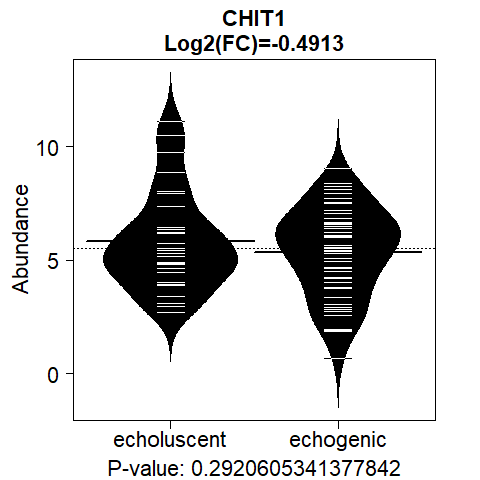 CHIT1
Log2(FC)=-0.4913
Abundance
10
5
0
echoluscent echogenic
P-value: 0.2920605341377842